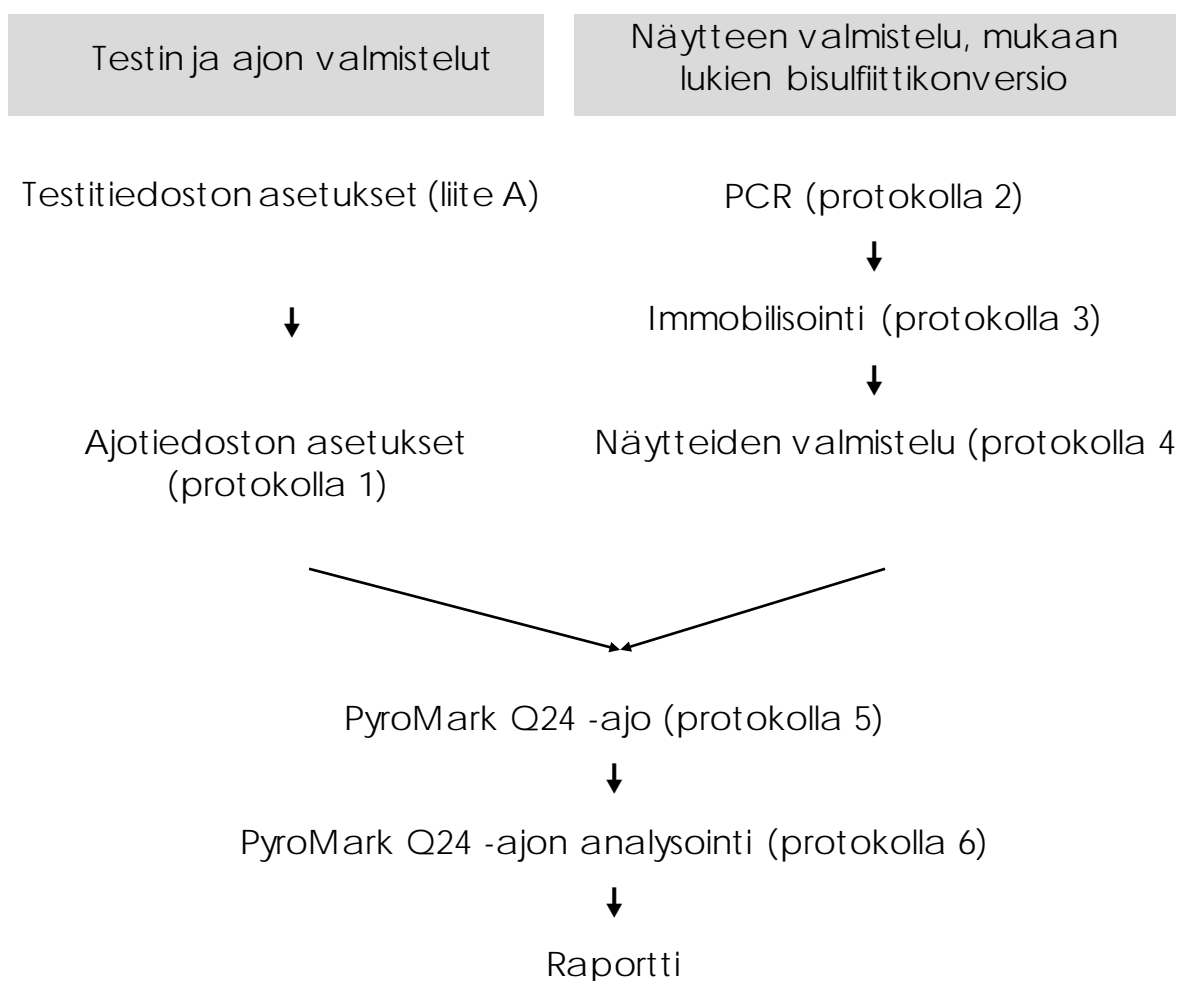 Testin ja ajon valmistelut
Näytteen valmistelu, mukaan
lukien bisulfiittikonversio
Testitiedoston asetukset (liite A)
PCR (protokolla 2)
Immobilisointi (protokolla 3)
Ajotiedoston asetukset
(protokolla 1)
Näytteiden valmistelu (protokolla 4
PyroMark Q24 -ajo (protokolla 5)
PyroMark Q24 -ajon analysointi (protokolla 6)
Raportti